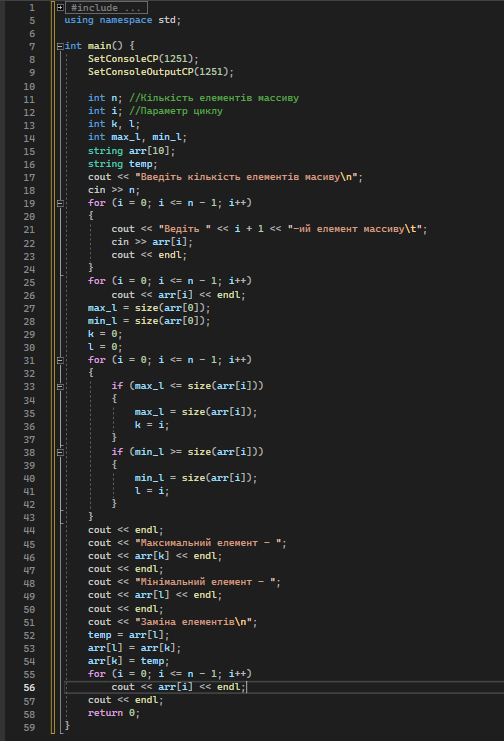 1 #include ...
5 using namespace std;
6
7 int main() {
8 SetConsoleCP(1251);
9 SetConsoleOutputCP(1251);
10
11 int n; //Кількість елементів массиву
12 int i; //Параметр циклу
13 int k, l;
14 int max_l, min_l;
15 string arr[10];
16 string temp;
17 cout << "Введіть кількість елементів масиву\n";
18 cin >> n;
19 for (i = 0; i <= n - 1; i++)
20 {
21 cout << "Ведіть " << i + 1 << "-ий елемент массиву\t";
22 cin >> arr[i];
23 cout << endl;
24 }
25 for (i = 0; i <= n - 1; i++)
26 cout << arr[i] << endl;
27 max_l = size(arr[0]);
28 min_l = size(arr[0]);
29 k = 0;
30 l = 0;
31 for (i = 0; i <= n - 1; i++)
32 {
33 if (max_l <= size(arr[i]))
34 {
35 max_l = size(arr[i]);
36 k = i;
37 }
38 if (min_l >= size(arr[i]))
39 {
40 min_l = size(arr[i]);
41 l = i;
42 }
43 }
44 cout << endl;
45 cout << "Максимальний елемент - ";
46 cout << arr[k] << endl;
47 cout << endl;
48 cout << "Мінімальний елемент - ";
49 cout << arr[l] << endl;
50 cout << endl;
51 cout << "Заміна елементів\n";
52 temp = arr[l];
53 arr[l] = arr[k];
54 arr[k] = temp;
55 for (i = 0; i <= n - 1; i++)
56 cout << arr[i] << endl;
57 cout << endl;
58 return 0;
59 }